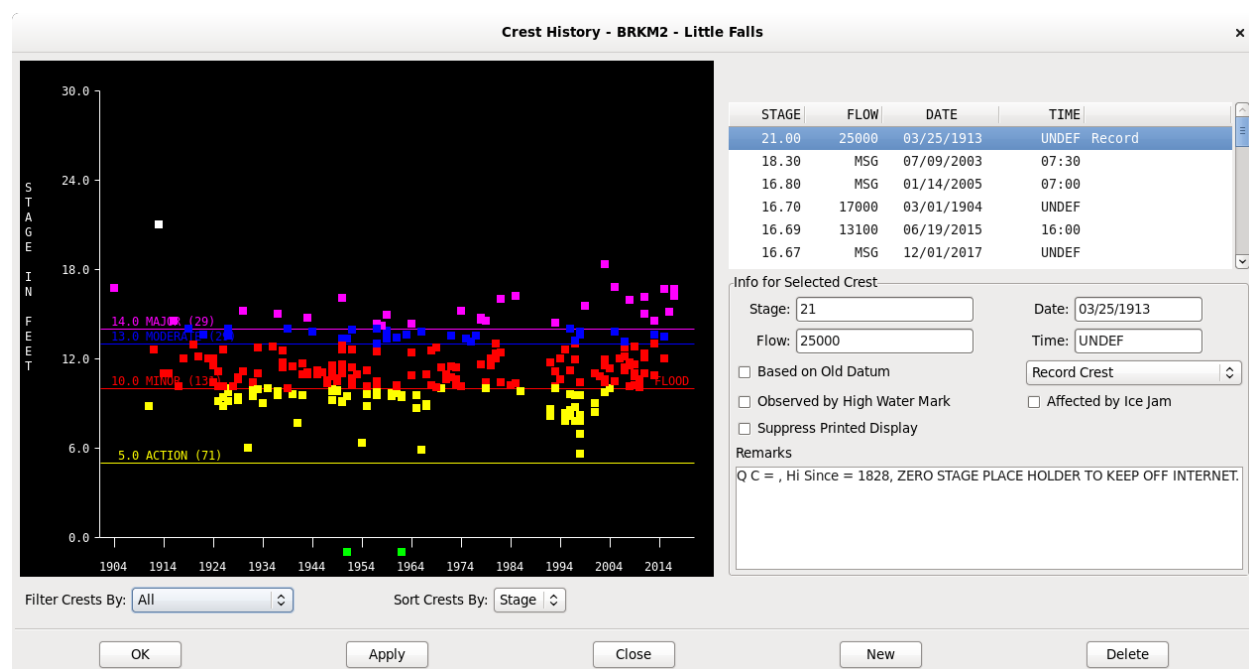 Crest History - BRKM2 - Little Falls
×
30.0
24.0
18.0
12.0
6.0
0.0
STAGE IN FEET
14.0 MAJOR (29)
13.0 MODERATE
10.0 MINOR
FLOOD
5.0 ACTION (71)
1904 1914 1924 1934 1944 1954 1964 1974 1984 1994 2004 2014
STAGE FLOW DATE TIME
21.00 25000 03/25/1913 UNDEF Record
18.30 MSG 07/09/2003 07:30
16.80 MSG 01/14/2005 07:00
16.70 17000 03/01/1904 UNDEF
16.69 13100 06/19/2015 16:00
16.67 MSG 12/01/2017 UNDEF
Info for Selected Crest
Stage: 21 Date: 03/25/1913
Flow: 25000 Time: UNDEF
Based on Old Datum Record Crest
Observed by High Water Mark Affected by Ice Jam
Suppress Printed Display
Remarks
Q C = , Hi Since = 1828, ZERO STAGE PLACE HOLDER TO KEEP OFF INTERNET.
Filter Crests By: All Sort Crests By: Stage
OK Apply Close New Delete